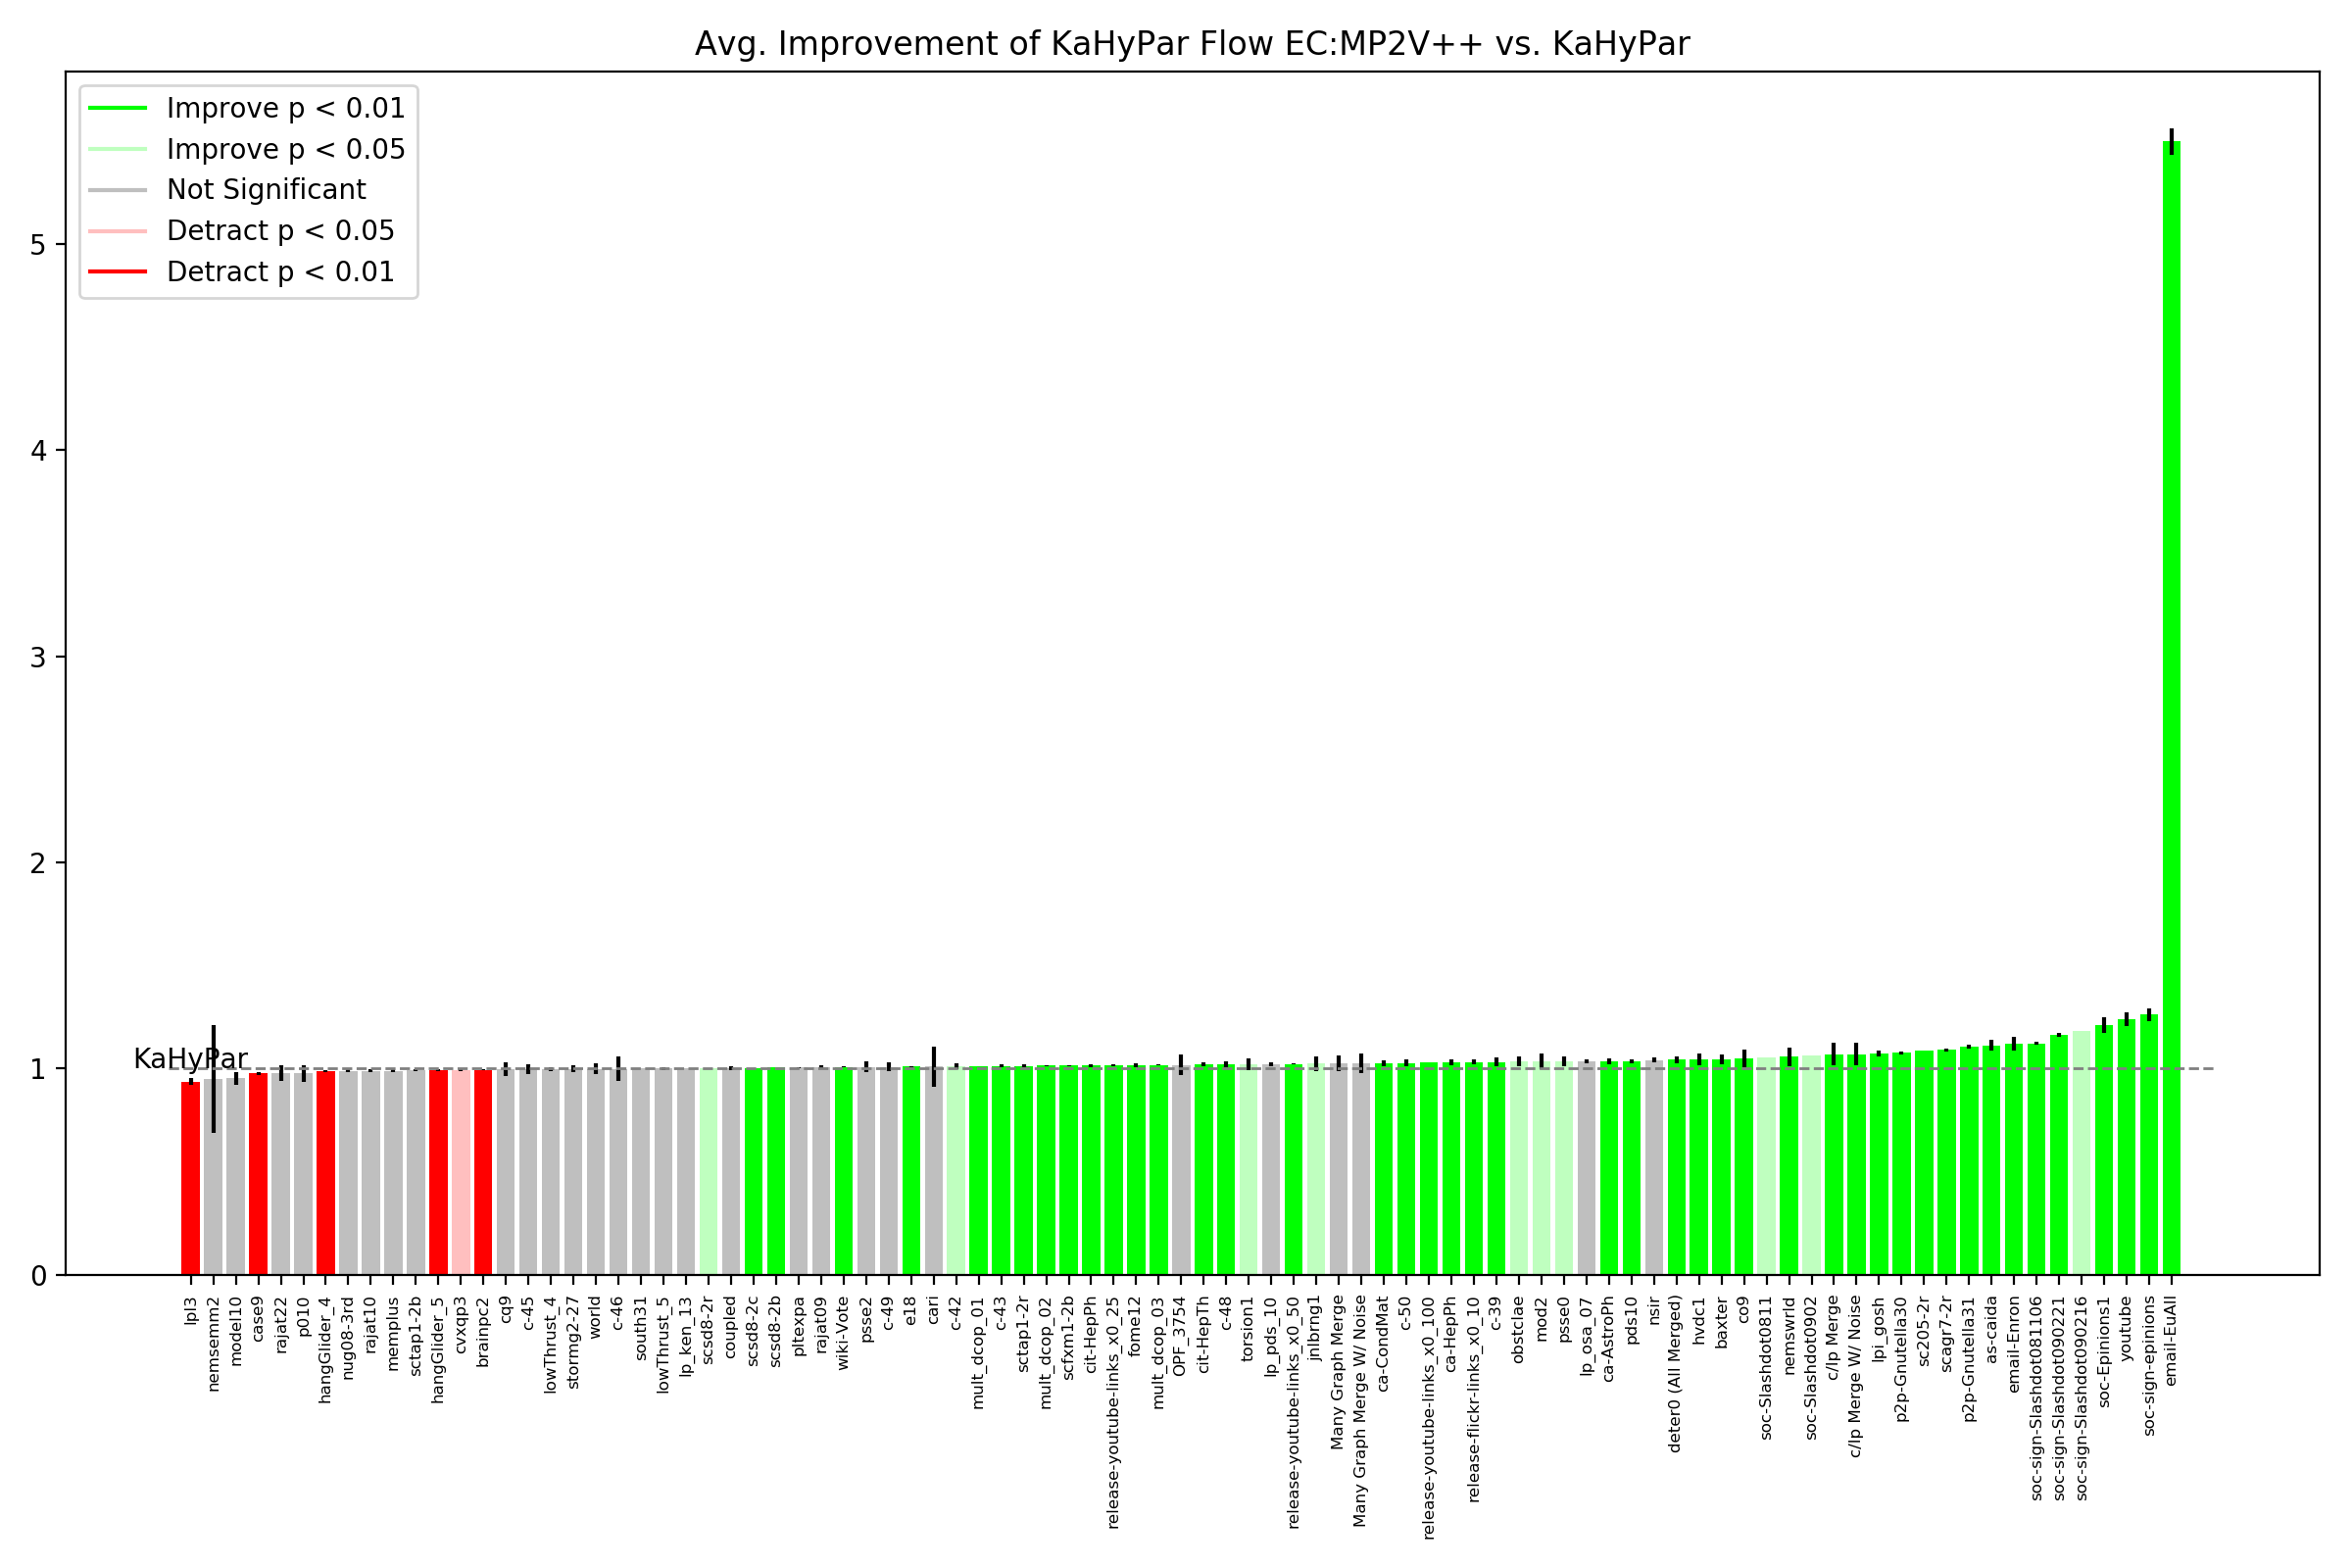 Avg. Improvement of KaHyPar Flow EC:MP2V++ vs. KaHyPar
Improve p < 0.01
Improve p < 0.05
Not Significant
Detract p < 0.05
Detract p < 0.01
5
4
3
2
1
0
KaHyPar
lpl3
nemsemm2
model10
case9
rajat22
p010
hangGlider_4
nug08-3rd
rajat10
memplus
sctap1-2b
hangGlider_5
cvxqp3
brainpc2
cq9
c-45
lowThrust_4
stormg2-27
world
c-46
south31
lowThrust_5
lp_ken_13
scsd8-2r
coupled
scsd8-2c
scsd8-2b
pltexpa
rajat09
wiki-Vote
psse2
c-49
e18
cari
c-42
mult_dcop_01
c-43
sctap1-2r
mult_dcop_02
scfxm1-2b
cit-HepPh
release-youtube-links_x0_25
fome12
mult_dcop_03
OPF_3754
cit-HepTh
c-48
torsion1
lp_pds_10
release-youtube-links_x0_50
jnlbrng1
Many Graph Merge
Many Graph Merge W/ Noise
ca-CondMat
c-50
release-youtube-links_x0_100
ca-HepPh
release-flickr-links_x0_10
c-39
obstclae
mod2
psse0
lp_osa_07
ca-AstroPh
pds10
nsir
deter0 (All Merged)
hvdc1
baxter
co9
soc-Slashdot0811
nemswrld
soc-Slashdot0902
c/lp Merge
c/lp Merge W/ Noise
lpi_gosh
p2p-Gnutella30
sc205-2r
scagr7-2r
p2p-Gnutella31
as-caida
email-Enron
soc-sign-Slashdot081106
soc-sign-Slashdot090221
soc-sign-Slashdot090216
soc-Epinions1
youtube
soc-sign-epinions
email-EuAll